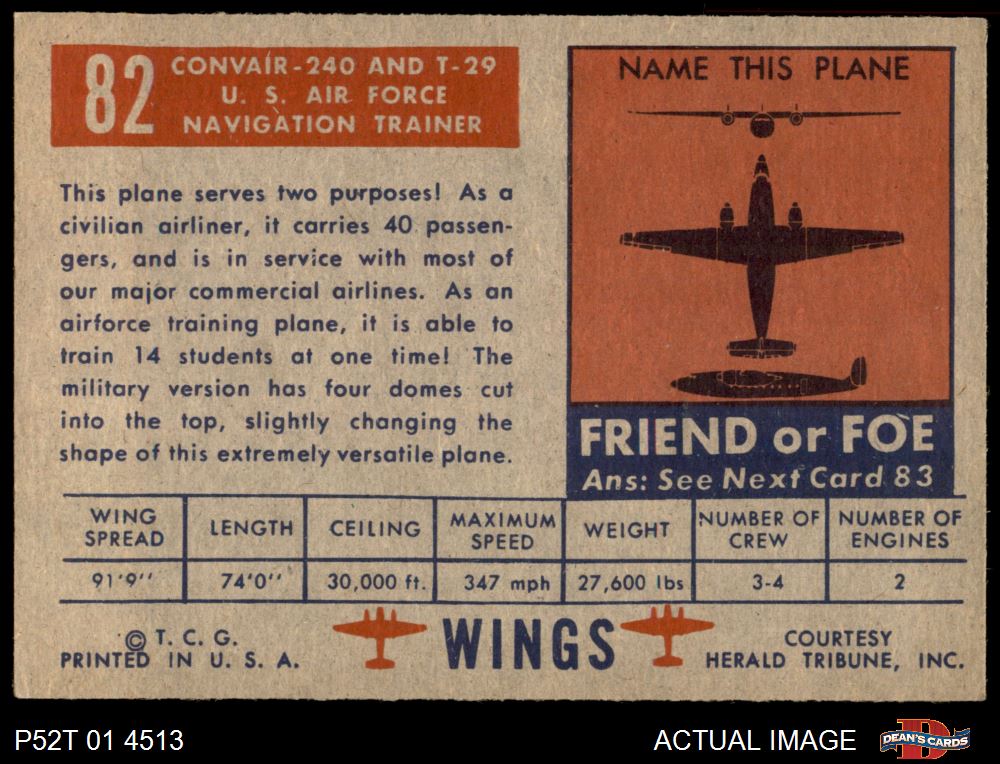 82
CONVAIR-240 AND T-29
U. S. AIR FORCE
NAVIGATION TRAINER
This plane serves two purposes! As a
civilian airliner, it carries 40 passen-
gers, and is in service with most of
our major commercial airlines. As an
airforce training plane, it is able to
train 14 students at one time! The
military version has four domes cut
into the top, slightly changing the
shape of this extremely versatile plane.
NAME THIS PLANE
FRIEND or FOE
Ans: See Next Card 83
WING SPREAD
LENGTH
CEILING
MAXIMUM SPEED
WEIGHT
NUMBER OF CREW
NUMBER OF ENGINES
91'9''
74'0''
30,000 ft.
347 mph
27,600 lbs
3-4
2
© T. C. G.
PRINTED IN U. S. A.
WINGS
COURTESY
HERALD TRIBUNE, INC.
P52T 01 4513
ACTUAL IMAGE
DEAN'S CARDS